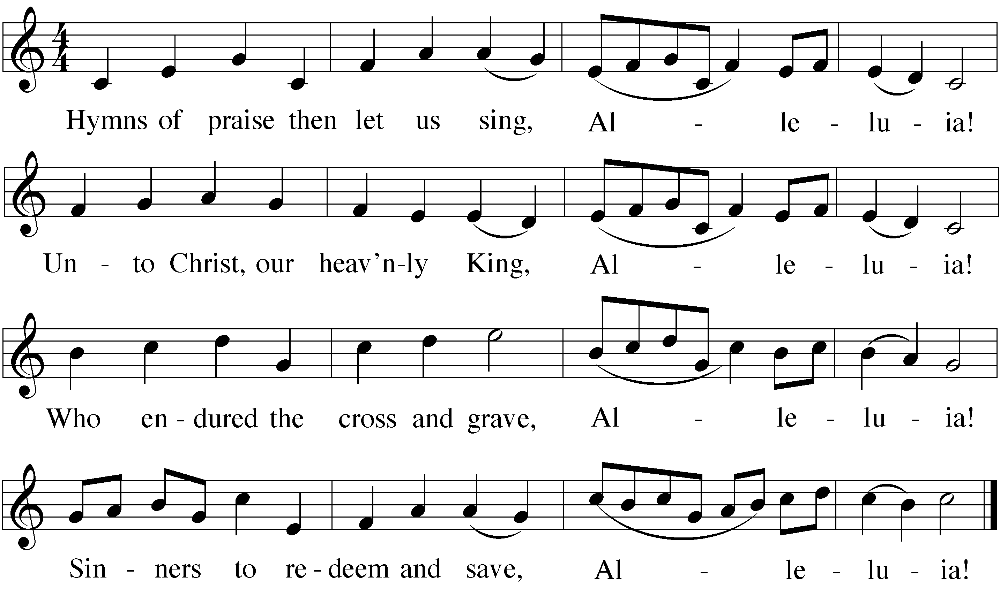 4
4
Hymns of praise then let us sing, Al - le - lu - ia!
Un - to Christ, our heav'n-ly King, Al - le - lu - ia!
Who en - dured the cross and grave, Al - le - lu - ia!
Sin - ners to re - deem and save, Al - le - lu - ia!